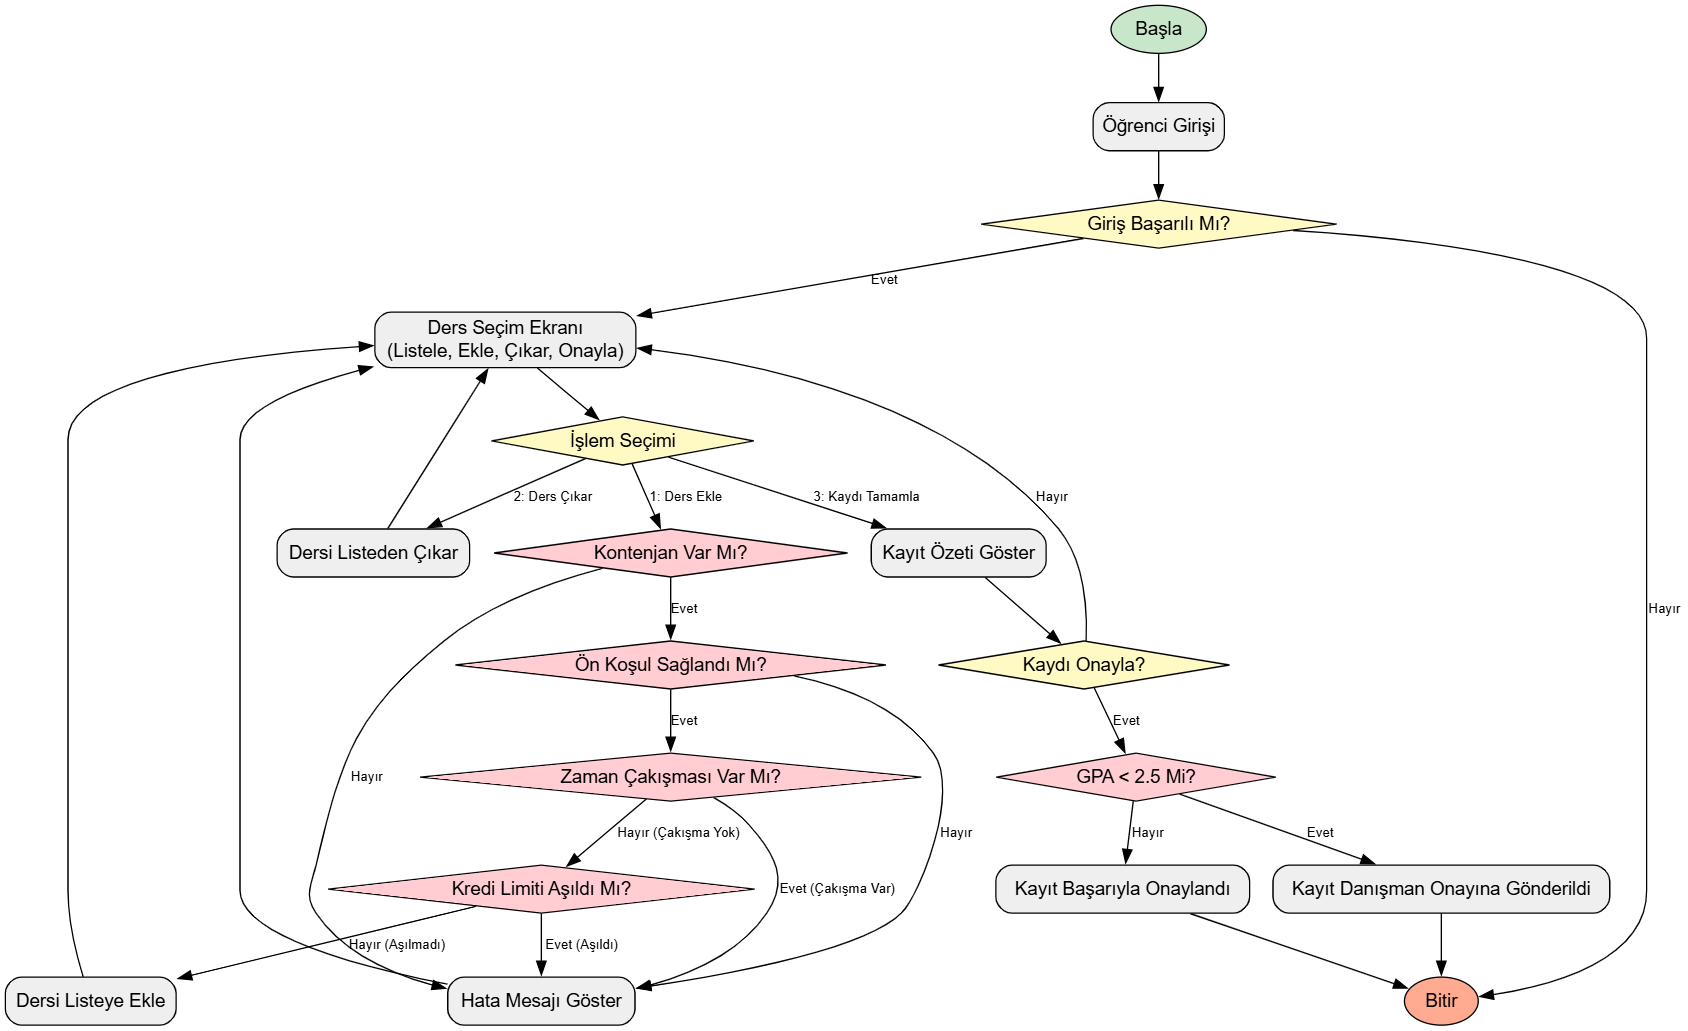 Başla
Öğrenci Girişi
Giriş Başarılı Mı?
Evet
Ders Seçim Ekranı
(Listele, Ekle, Çıkar, Onayla)
İşlem Seçimi
2: Ders Çıkar
1: Ders Ekle
3: Kaydı Tamamla
Hayır
Dersi Listeden Çıkar
Kontenjan Var Mı?
Kayıt Özeti Göster
Evet
Hayır
Ön Koşul Sağlandı Mı?
Kaydı Onayla?
Evet
Evet
Hayır
Zaman Çakışması Var Mı?
GPA < 2.5 Mi?
Hayır (Çakışma Yok)
Hayır
Hayır
Evet
Kredi Limiti Aşıldı Mı?
Evet (Çakışma Var)
Kayıt Başarıyla Onaylandı
Kayıt Danışman Onayına Gönderildi
Hayır (Aşılmadı)
Evet (Aşıldı)
Dersi Listeye Ekle
Hata Mesajı Göster
Bitir